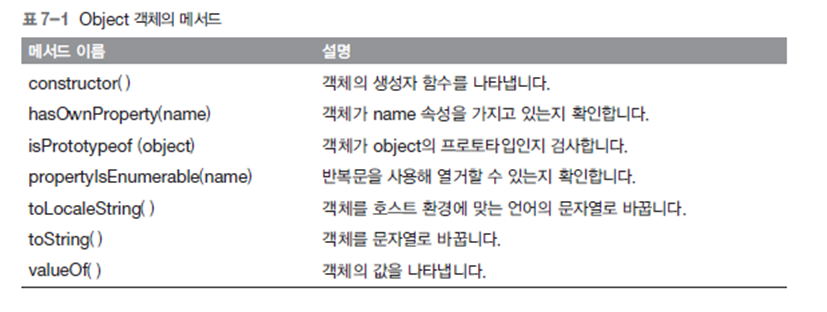 표 7-1 Object 객체의 메서드
메서드 이름 설명
constructor( ) 객체의 생성자 함수를 나타냅니다.
hasOwnProperty(name) 객체가 name 속성을 가지고 있는지 확인합니다.
isPrototypeof (object) 객체가 object의 프로토타입인지 검사합니다.
propertyIsEnumerable(name) 반복문을 사용해 열거할 수 있는지 확인합니다.
toLocaleString( ) 객체를 호스트 환경에 맞는 언어의 문자열로 바꿉니다.
toString( ) 객체를 문자열로 바꿉니다.
valueOf( ) 객체의 값을 나타냅니다.